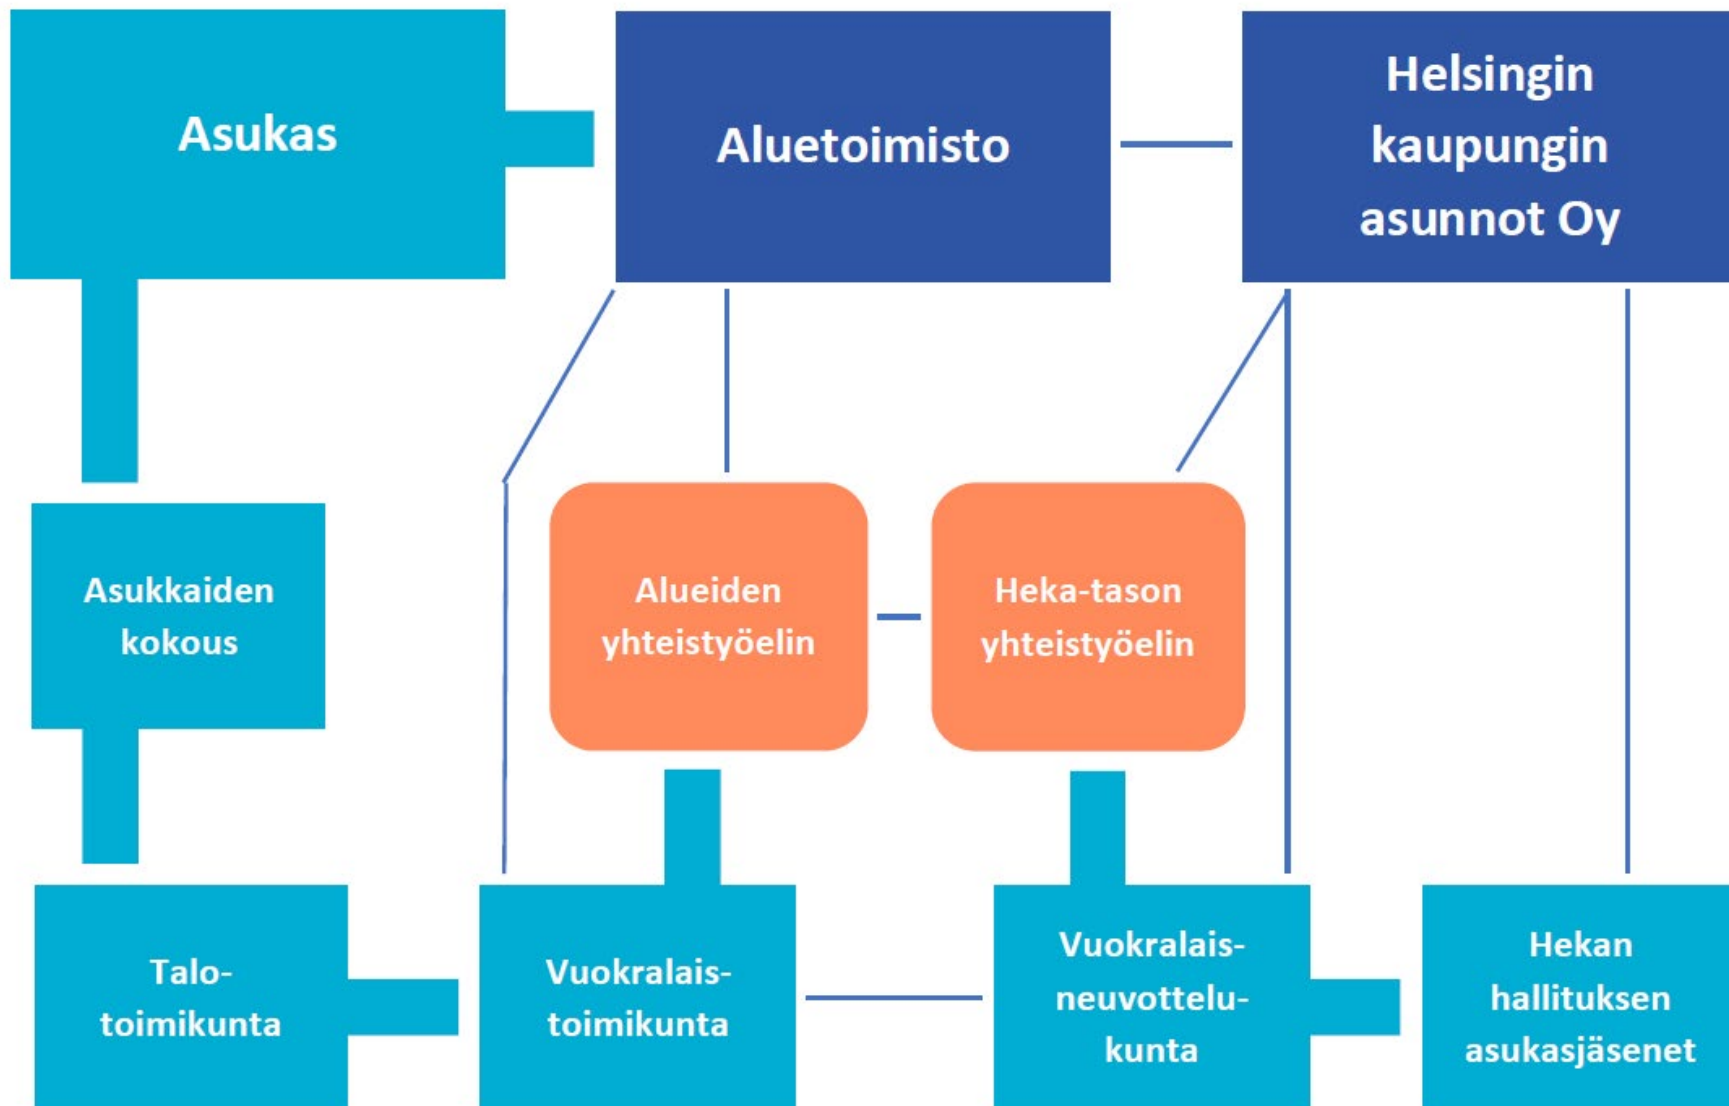 Asukas
Aluetoimisto
Helsingin
kaupungin
asunnot Oy
Asukkaiden
kokous
Alueiden
yhteistyöelin
Heka-tason
yhteistyöelin
Talo-
toimikunta
Vuokralais-
toimikunta
Vuokralais-
neuvottelu-
kunta
Hekan
hallituksen
asukasjäsenet